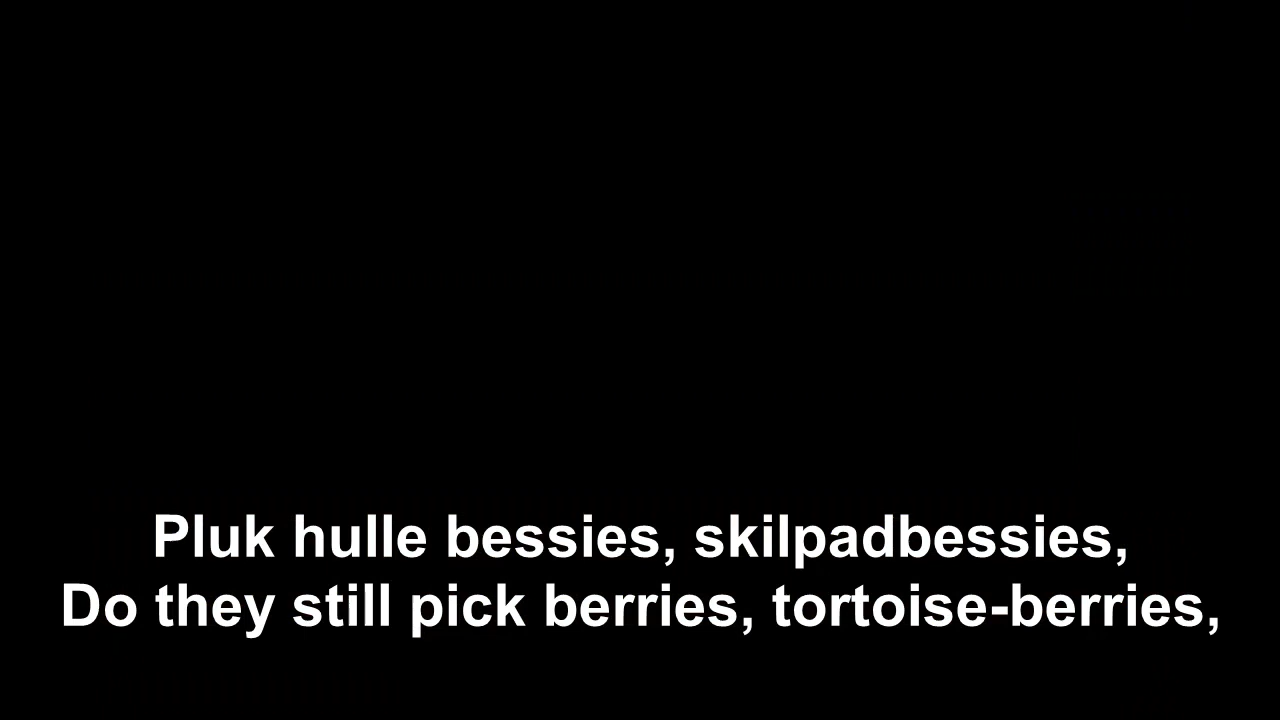 Pluk hulle bessies, skilpadbessies,
Do they still pick berries, tortoise-berries,